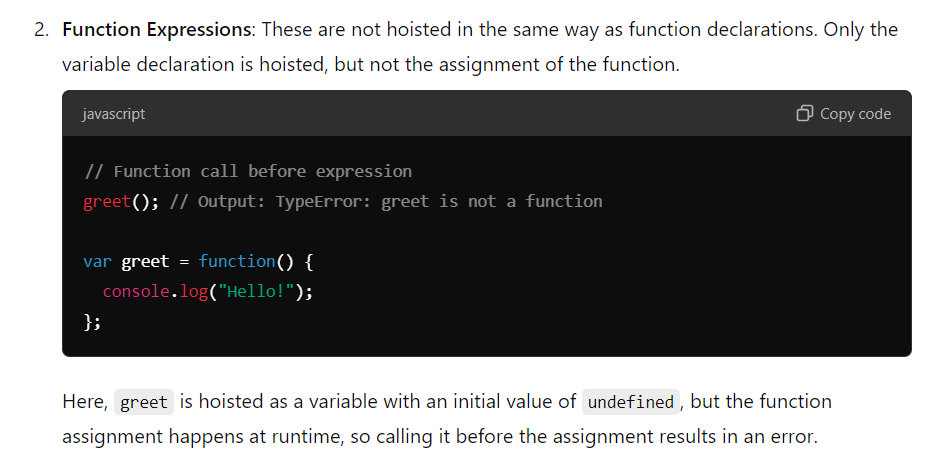 2. Function Expressions: These are not hoisted in the same way as function declarations. Only the
variable declaration is hoisted, but not the assignment of the function.
javascript
Copy code
// Function call before expression
greet(); // Output: TypeError: greet is not a function
var greet = function() {
console.log("Hello!");
};
Here, greet is hoisted as a variable with an initial value of undefined, but the function
assignment happens at runtime, so calling it before the assignment results in an error.